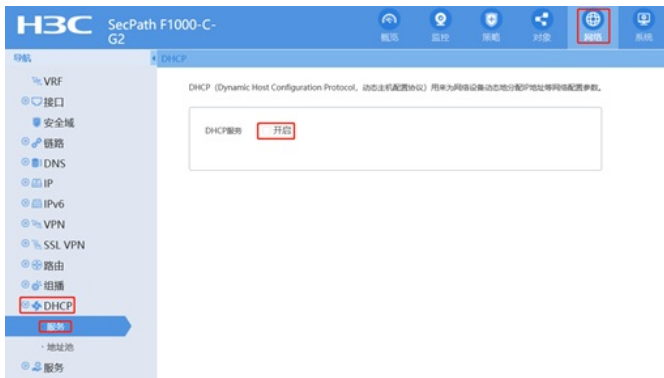 H3C SecPath F1000-C-G2
概览 监控 策略 对象 网络 系统
导航
DHCP
VRF
接口
安全域
链路
DNS
IP
IPv6
VPN
SSL VPN
路由
组播
DHCP
服务
· 地址池
服务
DHCP（Dynamic Host Configuration Protocol，动态主机配置协议）用来为网络设备动态地分配IP地址等网络配置参数。
DHCP服务 开启